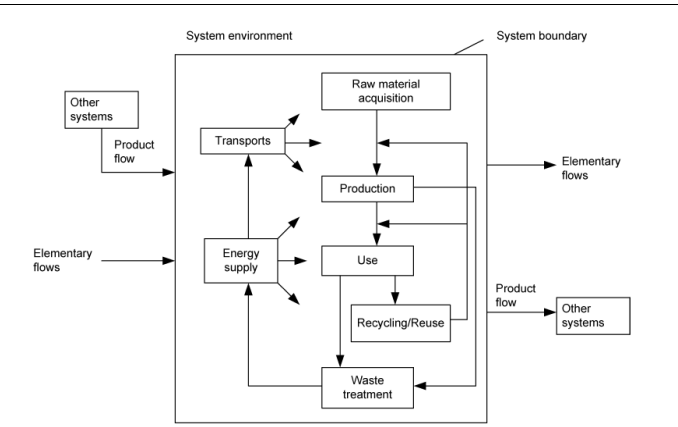 System environment
System boundary
Raw material
acquisition
Other
systems
Transports
Product
flow
Elementary
flows
Production
Elementary
flows
Energy
supply
Use
Product
flow
Other
systems
Recycling/Reuse
Waste
treatment